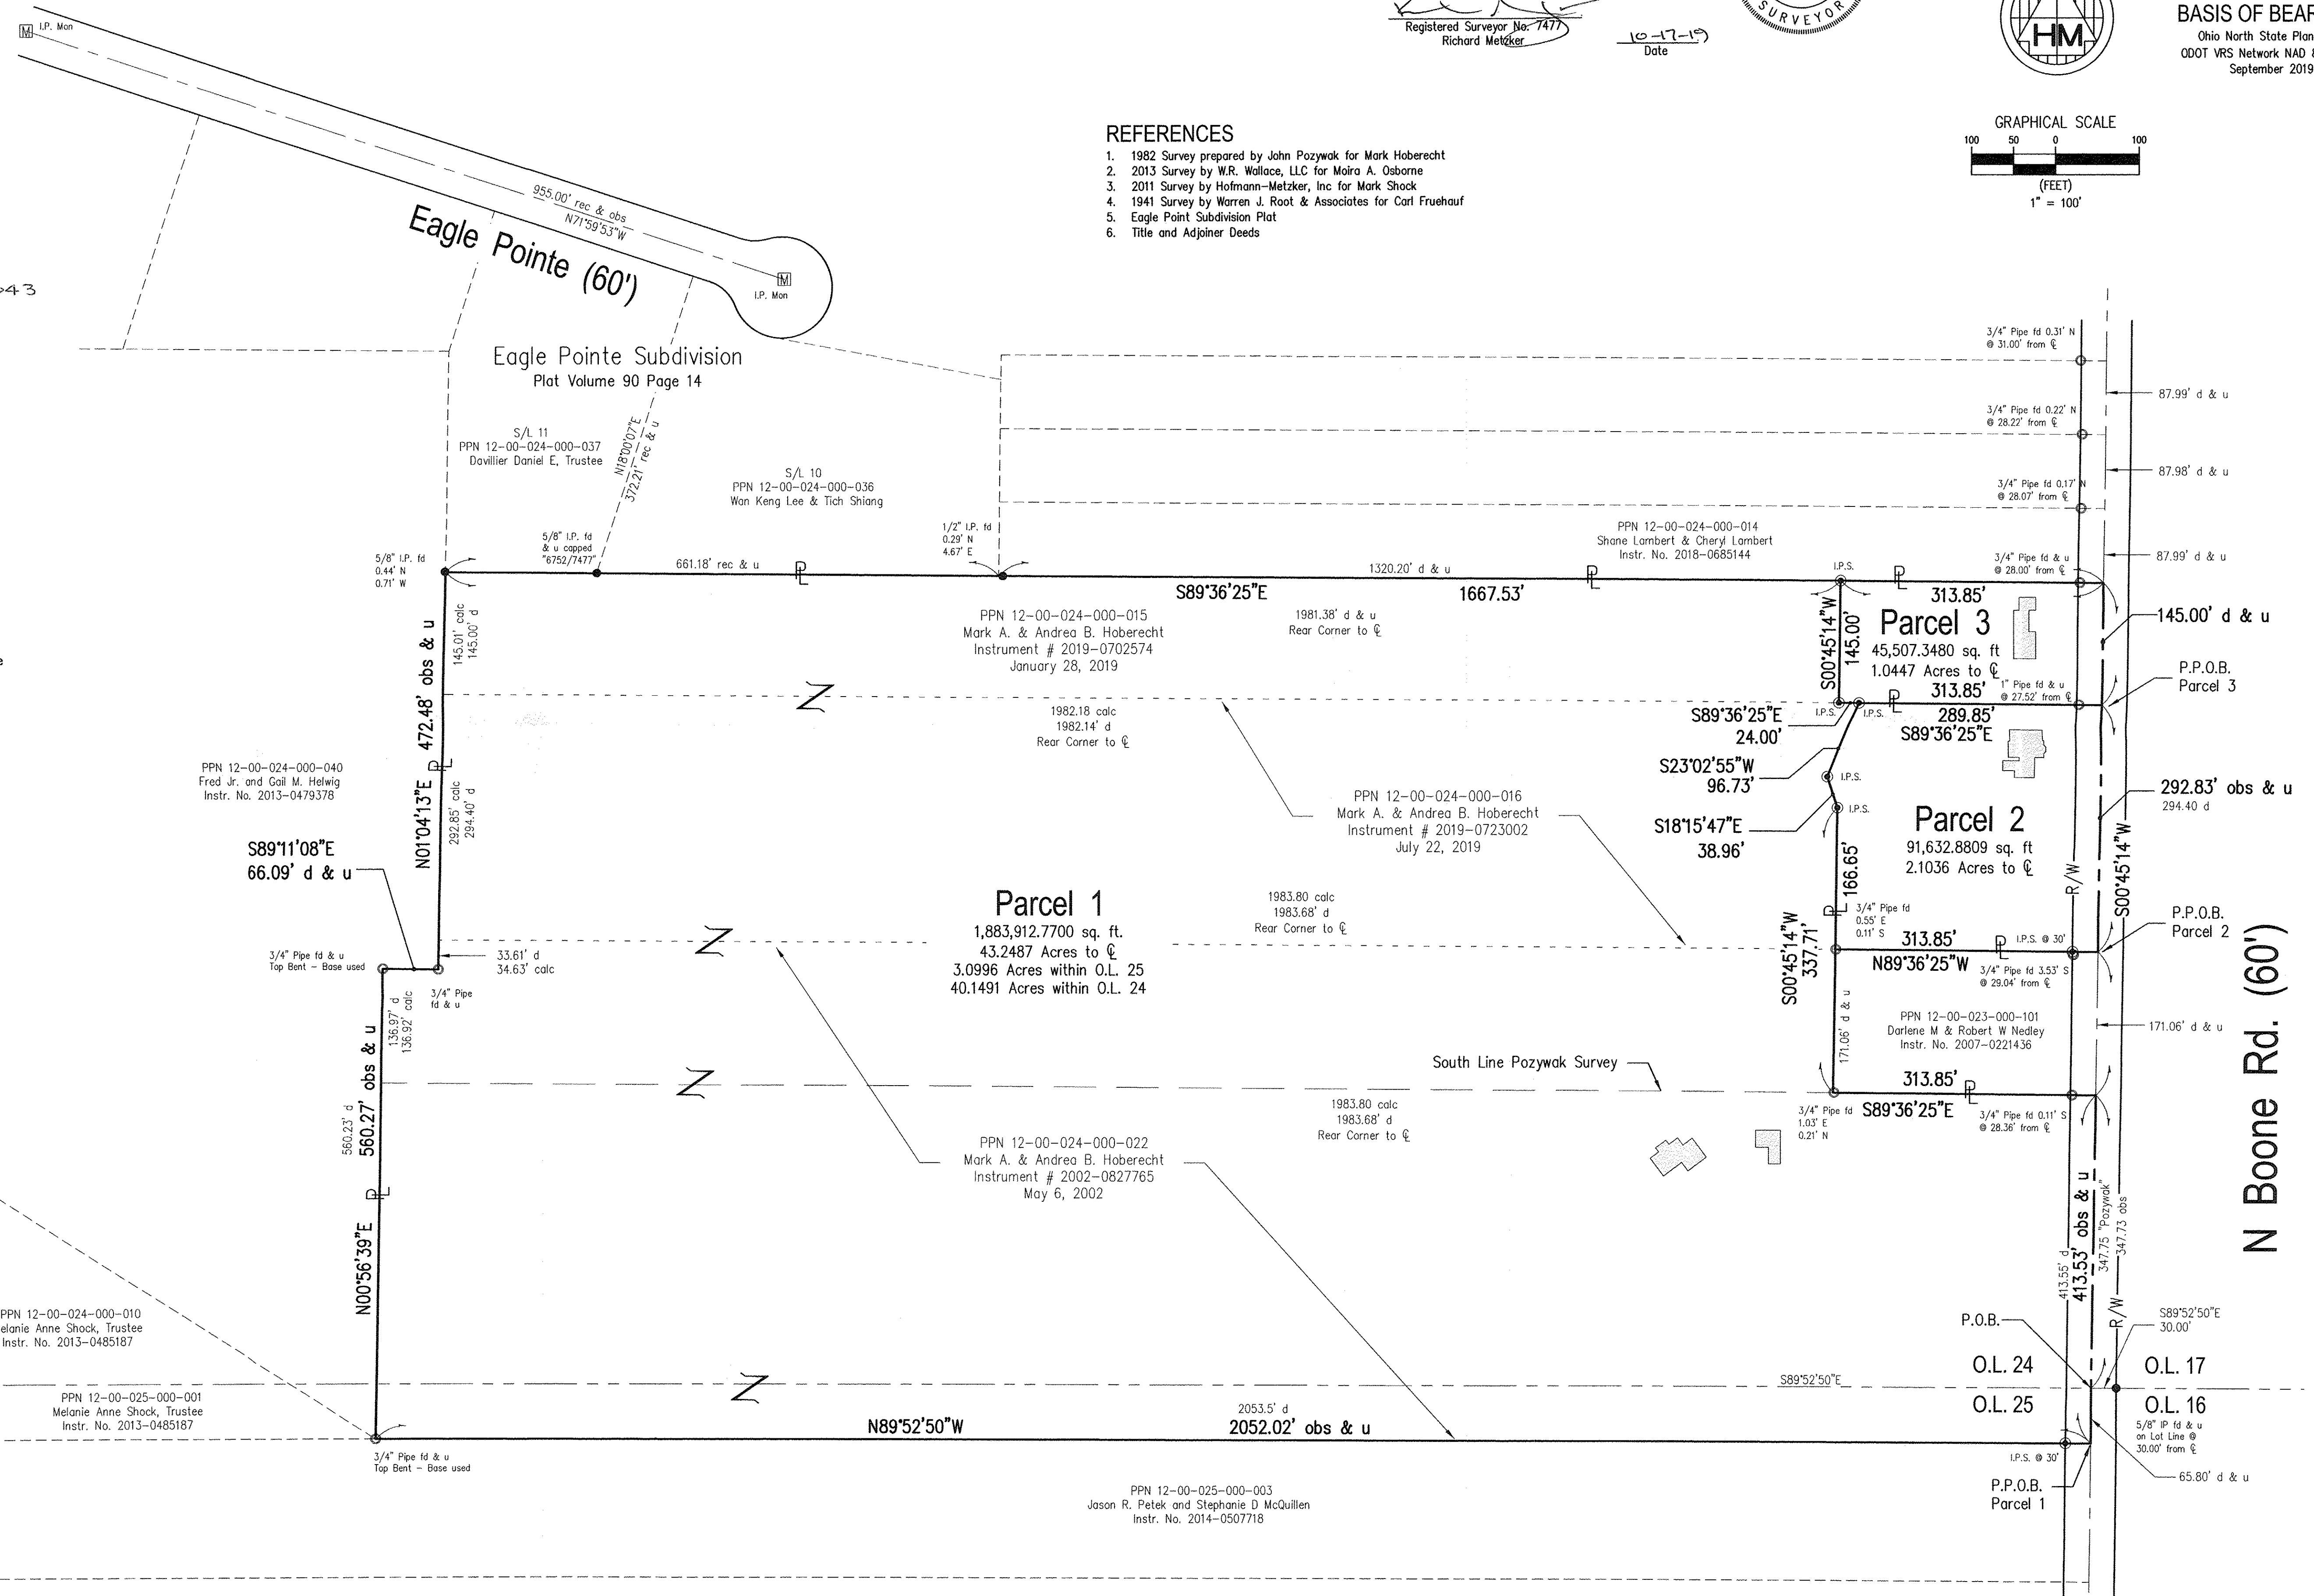 M I.P. Mon
Registered Surveyor No. 7477
Richard Metzker
10-17-19
Date
SURVEYOR
HM
BASIS OF BEAR
Ohio North State Plan
ODOT VRS Network NAD
September 2019
GRAPHICAL SCALE
100 50 0 100
(FEET)
1" = 100'
REFERENCES
1. 1982 Survey prepared by John Pozywak for Mark Hoberecht
2. 2013 Survey by W.R. Wallace, LLC for Moira A. Osborne
3. 2011 Survey by Hofmann-Metzker, Inc for Mark Shock
4. 1941 Survey by Warren J. Root & Associates for Carl Fruehauf
5. Eagle Point Subdivision Plat
6. Title and Adjoiner Deeds
955.00' rec & obs
N71°59'53"W
Eagle Pointe (60')
M
I.P. Mon
43
Eagle Pointe Subdivision
Plat Volume 90 Page 14
S/L 11
PPN 12-00-024-000-037
Davillier Daniel E, Trustee
N18°00'07"E
372.21' rec & u
S/L 10
PPN 12-00-024-000-036
Wan Keng Lee & Tich Shiang
3/4" Pipe fd 0.31' N
@ 31.00' from ℄
87.99' d & u
3/4" Pipe fd 0.22' N
@ 28.22' from ℄
87.98' d & u
3/4" Pipe fd 0.17' N
@ 28.07' from ℄
PPN 12-00-024-000-014
Shane Lambert & Cheryl Lambert
Instr. No. 2018-0685144
3/4" Pipe fd & u
@ 28.00' from ℄
87.99' d & u
5/8" I.P. fd
0.44' N
0.71' W
5/8" I.P. fd
& u capped
"6752/7477"
661.18' rec & u
PL
1/2" I.P. fd
0.29' N
4.67' E
1320.20' d & u
PL
I.P.S.
PL
S89°36'25"E
1667.53'
313.85'
PPN 12-00-024-000-015
Mark A. & Andrea B. Hoberecht
Instrument # 2019-0702574
January 28, 2019
1981.38' d & u
Rear Corner to ℄
145.01' calc
145.00' d
S00°45'14"W
145.00'
Parcel 3
45,507.3480 sq. ft
1.0447 Acres to ℄
145.00' d & u
1" Pipe fd & u
@ 27.52' from ℄
313.85'
PL
P.P.O.B.
Parcel 3
472.48' obs & u
N01°04'13"E
PL
1982.18 calc
1982.14' d
Rear Corner to ℄
S89°36'25"E
24.00'
I.P.S.
I.P.S.
289.85'
S89°36'25"E
S23°02'55"W
96.73'
I.P.S.
I.P.S.
S18°15'47"E
38.96'
292.83' obs & u
294.40 d
PPN 12-00-024-000-040
Fred Jr. and Gail M. Helwig
Instr. No. 2013-0479378
292.85' calc
294.40' d
PPN 12-00-024-000-016
Mark A. & Andrea B. Hoberecht
Instrument # 2019-0723002
July 22, 2019
Parcel 2
91,632.8809 sq. ft
2.1036 Acres to ℄
S89°11'08"E
66.09' d & u
166.65'
PL
R/W
S00°45'14"W
Parcel 1
1,883,912.7700 sq. ft.
43.2487 Acres to ℄
3.0996 Acres within O.L. 25
40.1491 Acres within O.L. 24
1983.80 calc
1983.68' d
Rear Corner to ℄
3/4" Pipe fd
0.55' E
0.11' S
313.85'
PL
I.P.S. @ 30'
N89°36'25"W
3/4" Pipe fd 3.53' S
@ 29.04' from ℄
P.P.O.B.
Parcel 2
S00°45'14"W
337.71'
3/4" Pipe fd & u
Top Bent - Base used
33.61' d
34.63' calc
3/4" Pipe
fd & u
136.97' d
136.92' calc
171.06' d & u
PPN 12-00-023-000-101
Darlene M & Robert W Nedley
Instr. No. 2007-0221436
171.06' d & u
N Boone Rd. (60')
South Line Pozywak Survey
313.85'
PL
S89°36'25"E
3/4" Pipe fd
1.03' E
0.21' N
3/4" Pipe fd 0.11' S
@ 28.36' from ℄
1983.80 calc
1983.68' d
Rear Corner to ℄
560.23' d
560.27' obs & u
PL
N00°56'39"E
PPN 12-00-024-000-022
Mark A. & Andrea B. Hoberecht
Instrument # 2002-0827765
May 6, 2002
413.55' d
413.53' obs & u
347.75 "Pozywak"
347.73 obs
R/W
PPN 12-00-024-000-010
elanie Anne Shock, Trustee
Instr. No. 2013-0485187
P.O.B.
S89°52'50"E
30.00'
O.L. 24
O.L. 17
S89°52'50"E
O.L. 25
O.L. 16
PPN 12-00-025-000-001
Melanie Anne Shock, Trustee
Instr. No. 2013-0485187
2053.5' d
N89°52'50"W
2052.02' obs & u
5/8" IP fd & u
on Lot Line @
30.00' from ℄
3/4" Pipe fd & u
Top Bent - Base used
I.P.S. @ 30'
65.80' d & u
P.P.O.B.
Parcel 1
PPN 12-00-025-000-003
Jason R. Petek and Stephanie D McQuillen
Instr. No. 2014-0507718